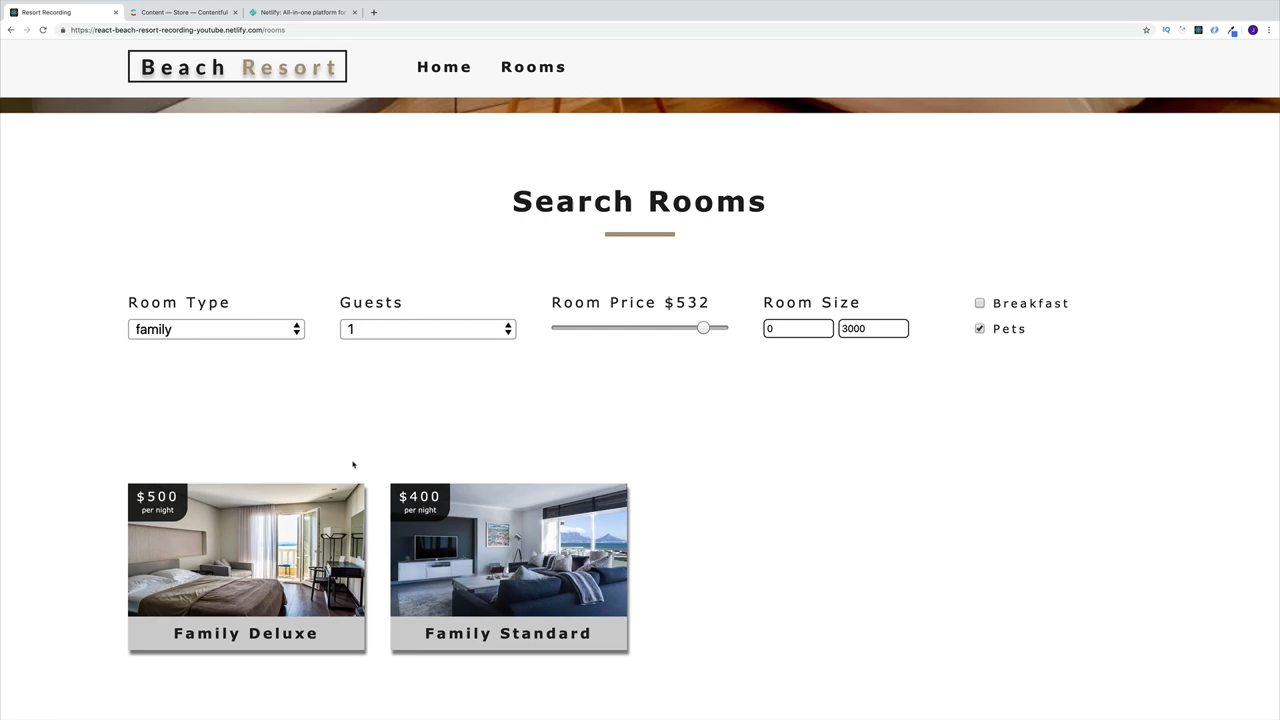 Resort Recording
Content — Store — Contentful
Netlify: All-in-one platform for
https://react-beach-resort-recording-youtube.netlify.com/rooms
IQ
J
Beach Resort
Home
Rooms
Search Rooms
Room Type
Guests
Room Price $532
Room Size
Breakfast
family
1
0
3000
Pets
$500
per night
$400
per night
Family Deluxe
Family Standard